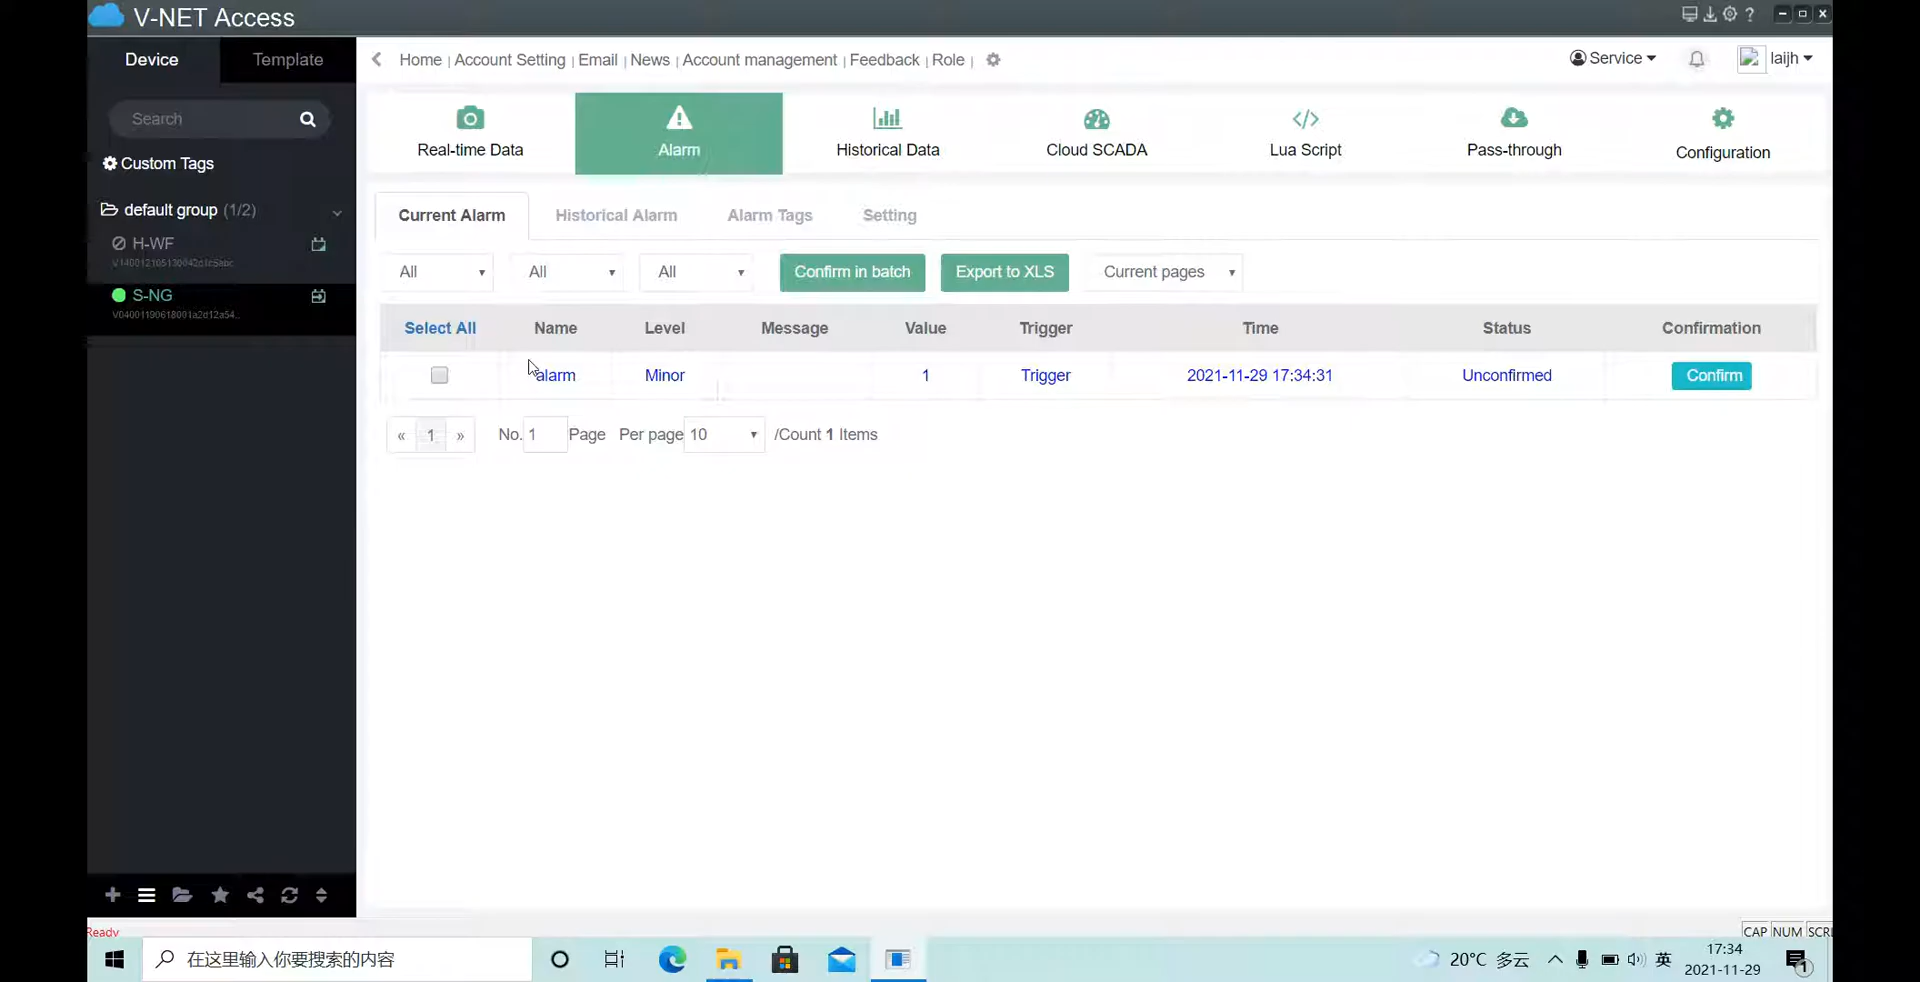 V-NET Access
Device Template
Search
Custom Tags
default group (1/2)
H-WF
S-NG
Home | Account Setting | Email | News | Account management | Feedback | Role |
Service laijh
Real-time Data Alarm Historical Data Cloud SCADA Lua Script Pass-through Configuration
Current Alarm Historical Alarm Alarm Tags Setting
All All All Confirm in batch Export to XLS Current pages
Select All Name Level Message Value Trigger Time Status Confirmation
alarm Minor 1 Trigger 2021-11-29 17:34:31 Unconfirmed Confirm
« 1 » No. 1 Page Per page 10 /Count 1 Items
Ready
CAP NUM SCRL
在这里输入你要搜索的内容
20°C 多云 英 17:34
2021-11-29
1